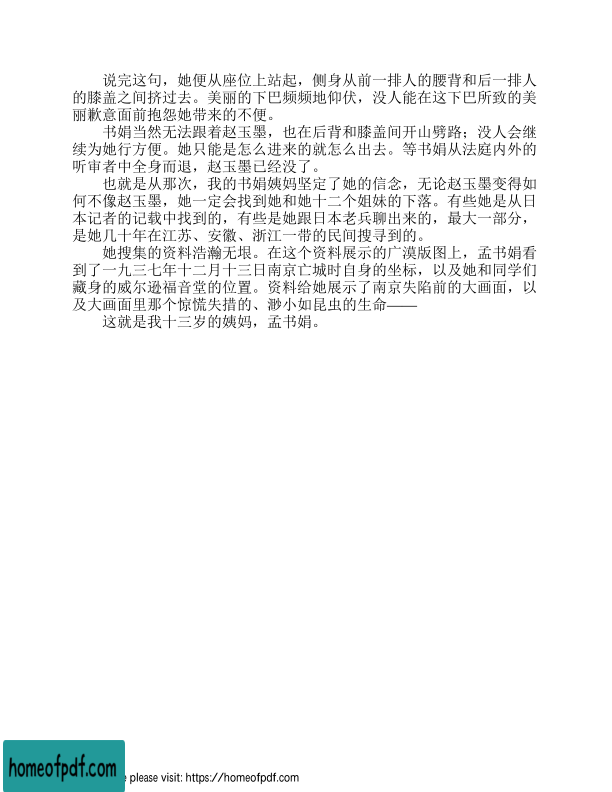 说完这句，她便从座位上站起，侧身从前一排人的腰背和后一排人
的膝盖之间挤过去。美丽的下巴频频地仰伏，没人能在这下巴所致的美
丽歉意面前抱怨她带来的不便。
书娟当然无法跟着赵玉墨，也在后背和膝盖间开山劈路；没人会继
续为她行方便。她只能是怎么进来的就怎么出去。等书娟从法庭内外的
听审者中全身而退，赵玉墨已经没了。
也就是从那次，我的书娟姨妈坚定了她的信念，无论赵玉墨变得如
何不像赵玉墨，她一定会找到她和她十二个姐妹的下落。有些她是从日
本记者的记载中找到的，有些是她跟日本老兵聊出来的，最大一部分，
是她几十年在江苏、安徽、浙江一带的民间搜寻到的。
她搜集的资料浩瀚无垠。在这个资料展示的广漠版图上，孟书娟看
到了一九三七年十二月十三日南京亡城时自身的坐标，以及她和同学们
藏身的威尔逊福音堂的位置。资料给她展示了南京失陷前的大画面，以
及大画面里那个惊慌失措的、渺小如昆虫的生命——
这就是我十三岁的姨妈，孟书娟。
homeofpdf.com
e please visit: https://homeofpdf.com